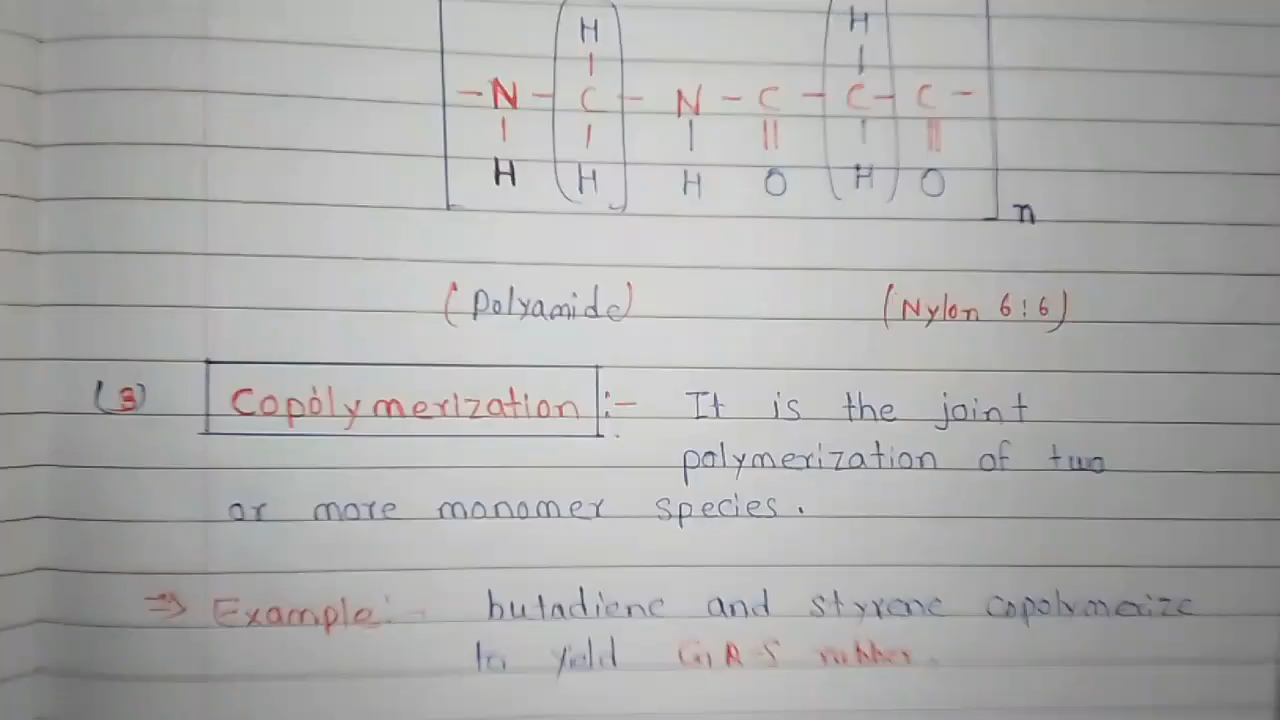 H H
- N - C - N - C - C - C -
H H H O H O
n
(Polyamide) (Nylon 6:6)
(3) Copolymerization :- It is the joint
polymerization of two
or more monomer species.
⇒ Example:- butadiene and styrene copolymerize
to yield G R-S rubber.